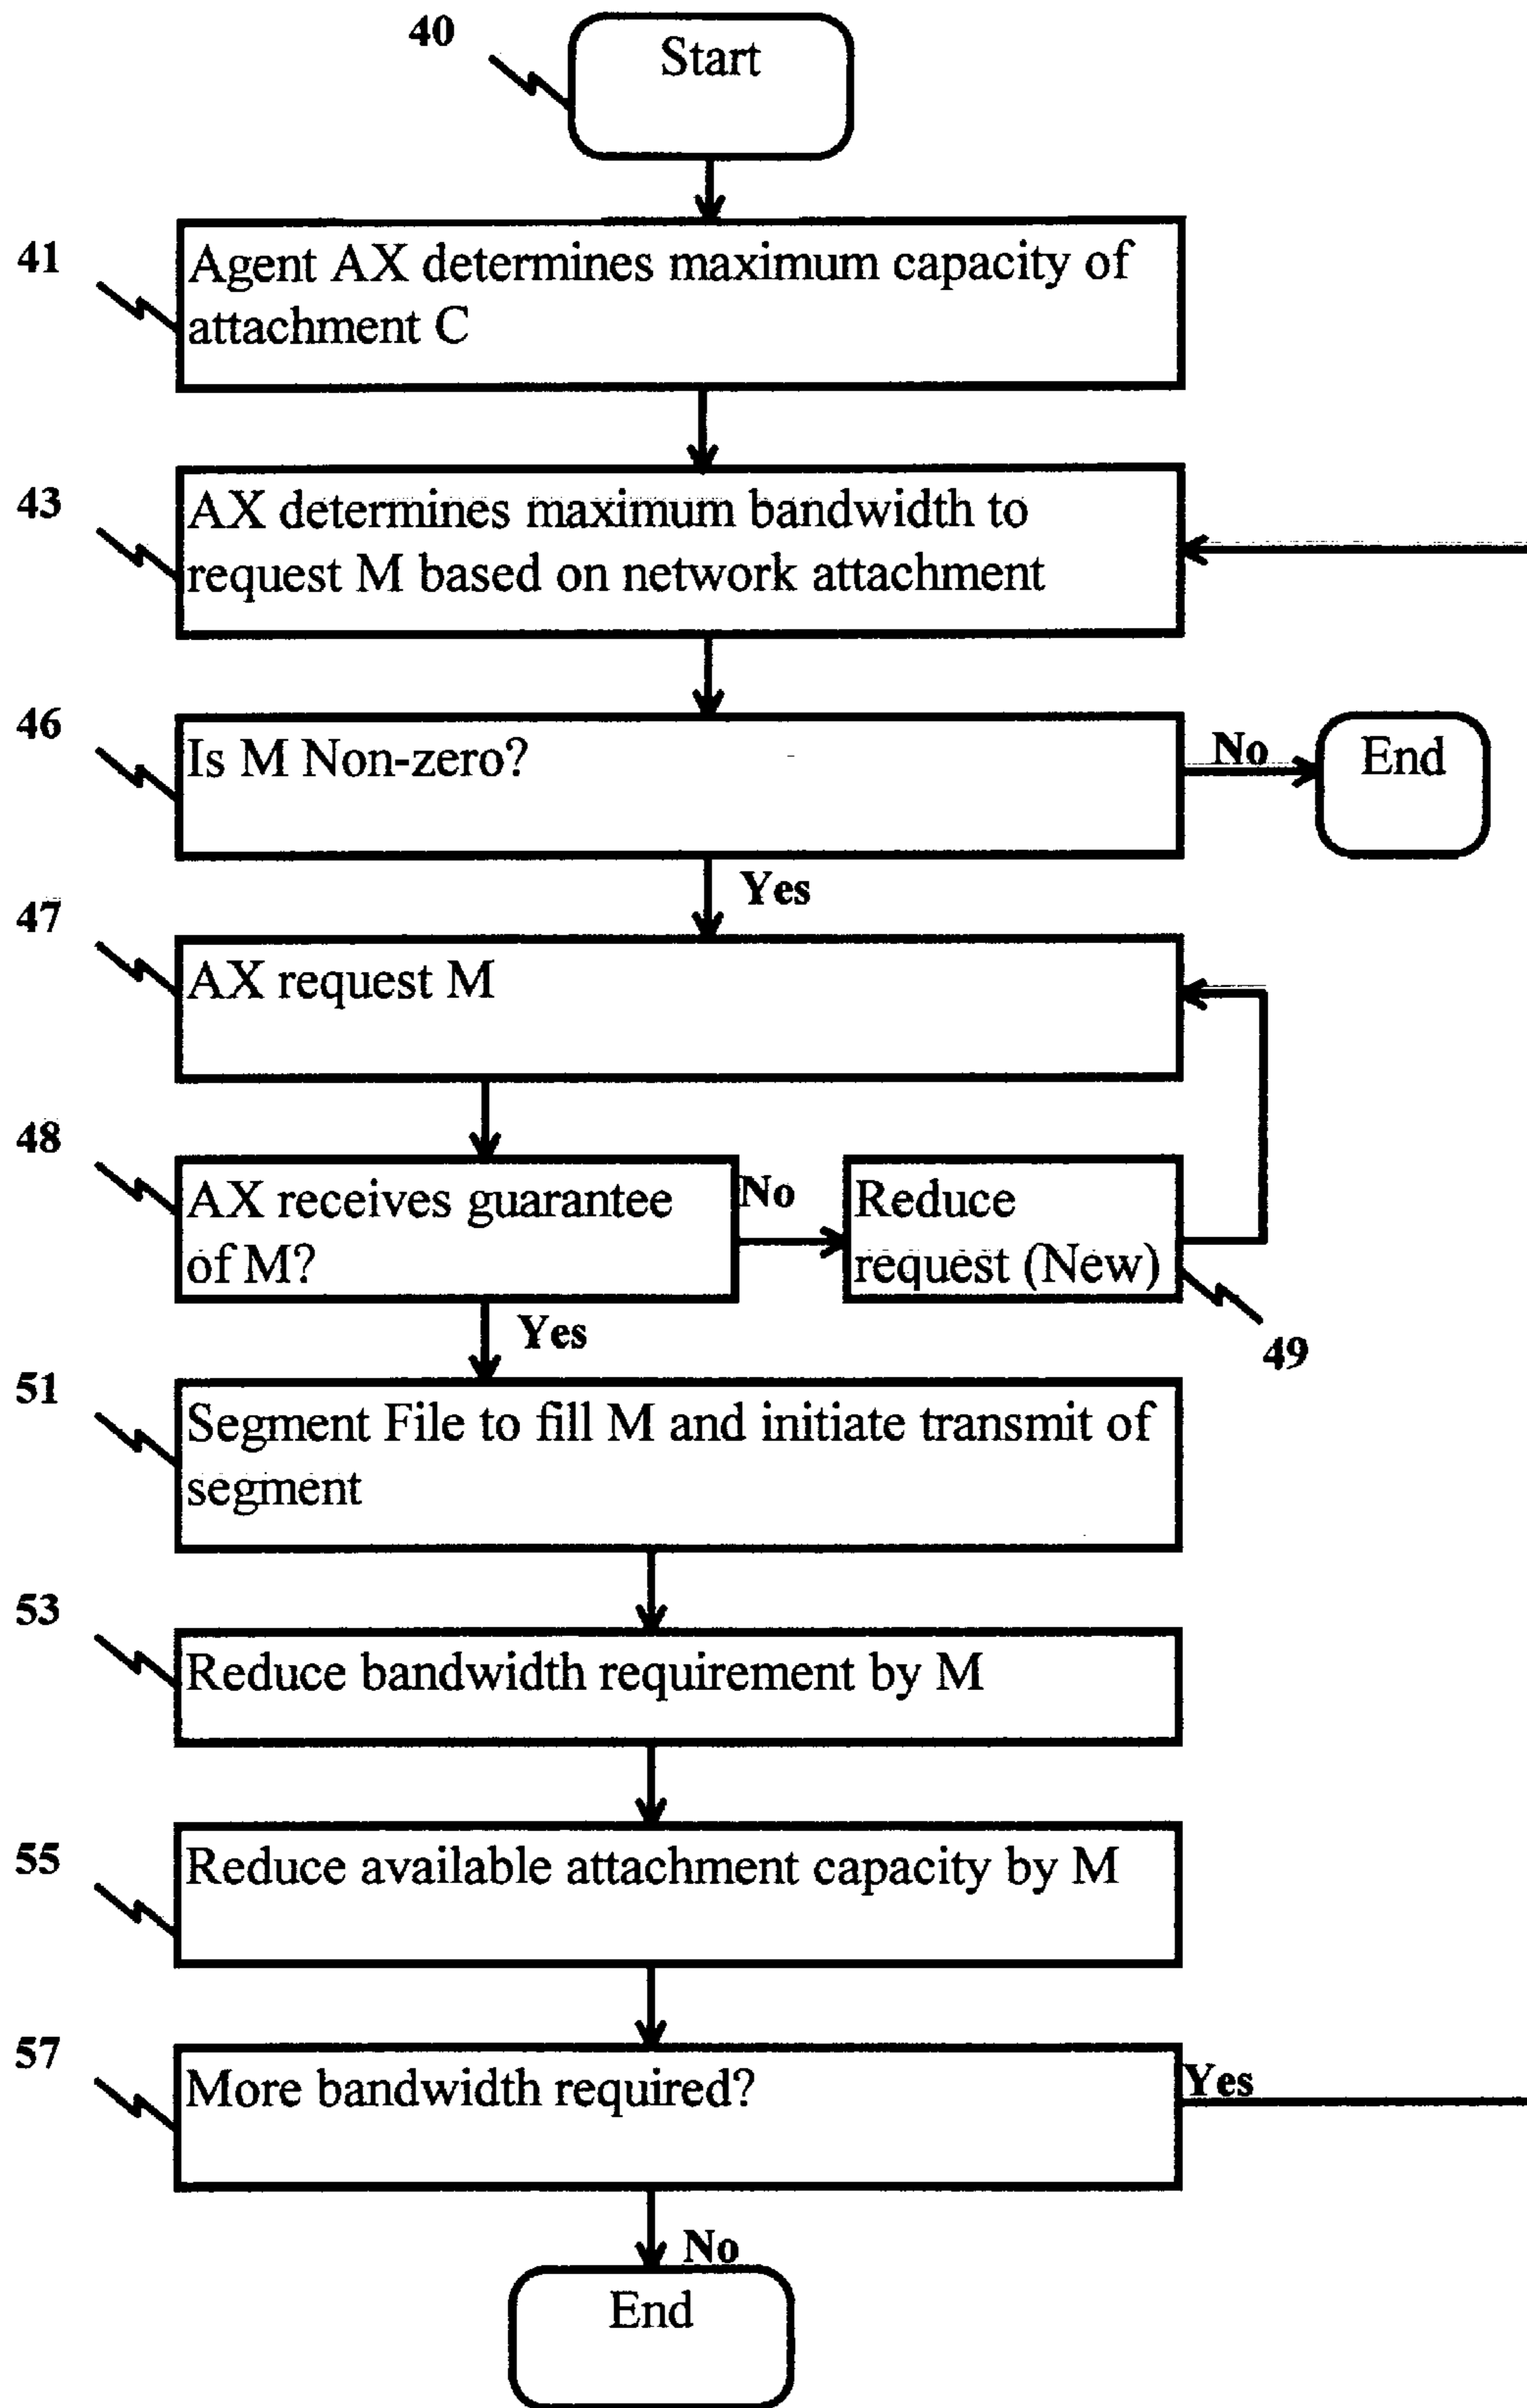 40
Start
41
Agent AX determines maximum capacity of
attachment C
43
AX determines maximum bandwidth to
request M based on network attachment
46
Is M Non-zero?
No
End
Yes
47
AX request M
48
AX receives guarantee
of M?
No
Reduce
request (New)
49
Yes
51
Segment File to fill M and initiate transmit of
segment
53
Reduce bandwidth requirement by M
55
Reduce available attachment capacity by M
57
More bandwidth required?
Yes
No
End